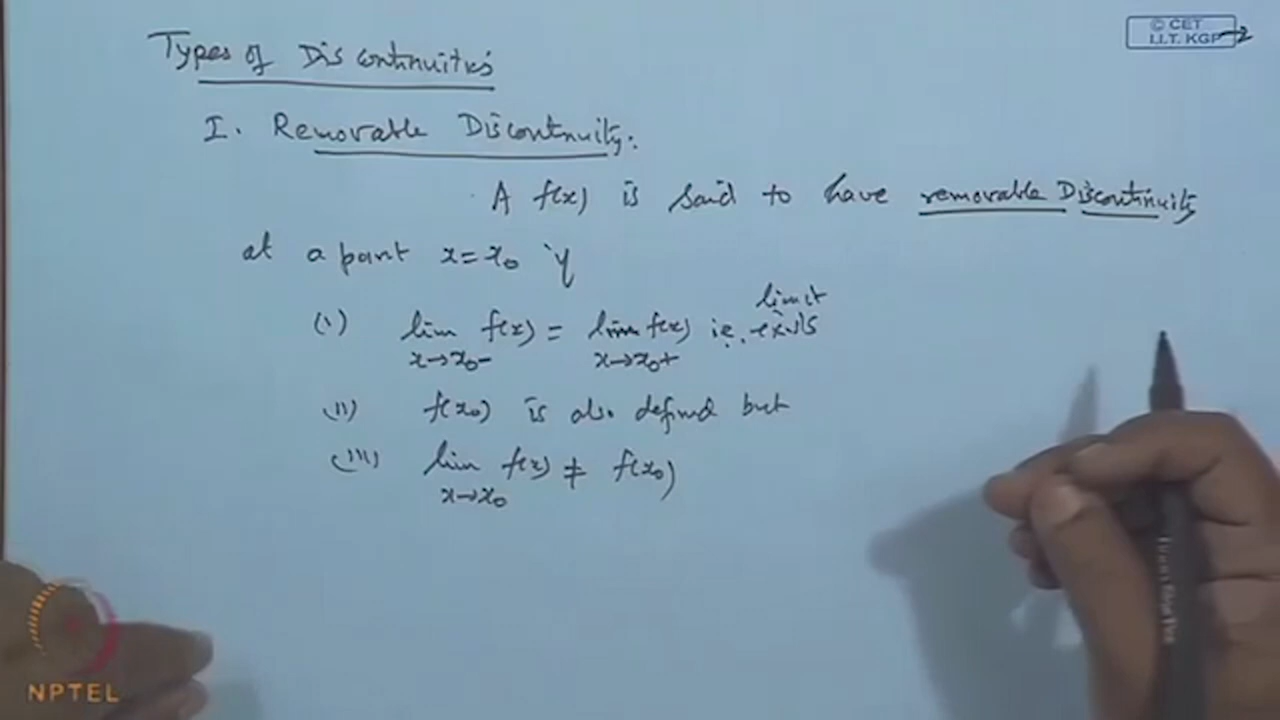 © CET
I.I.T. KGP
Types of Discontinuities
I. Removable Discontinuity:
A f(x) is said to have removable Discontinuity
at a point x = x₀ if
(i) lim f(x) = lim f(x) i.e. limit exists
x→x₀- x→x₀+
(ii) f(x₀) is also defined but
(iii) lim f(x) ≠ f(x₀)
x→x₀
NPTEL